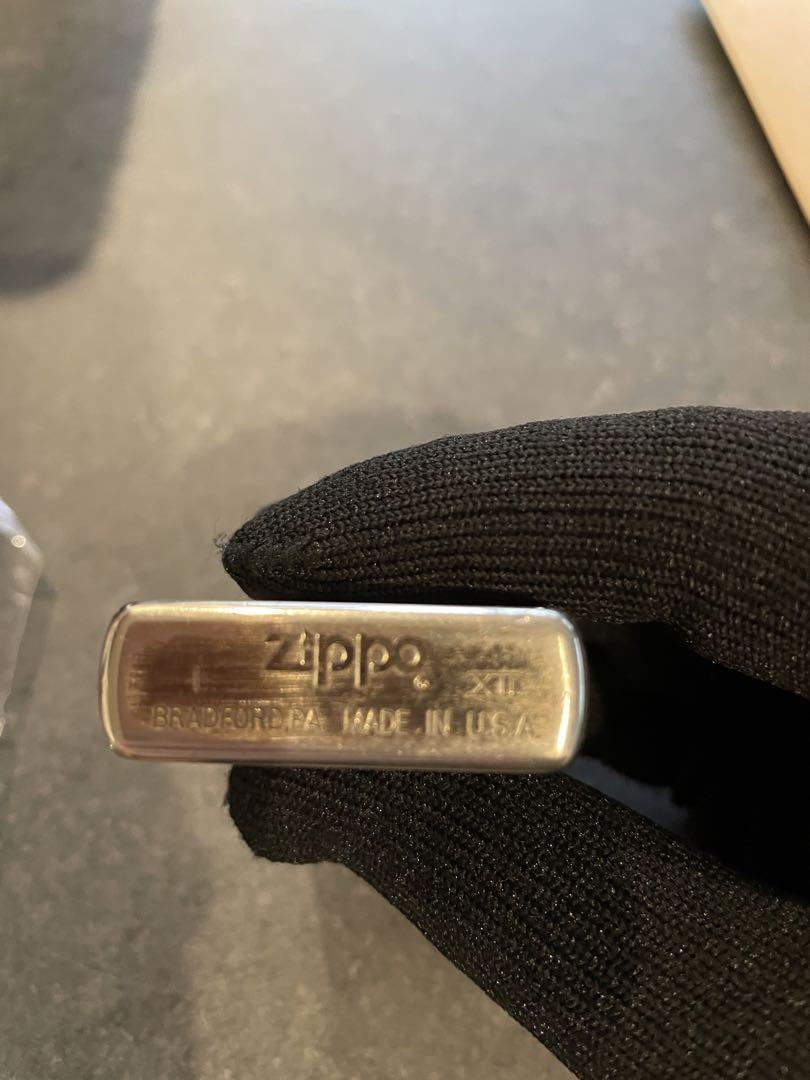 Zippo ® XII
BRADFORD, PA. MADE IN U.S.A.